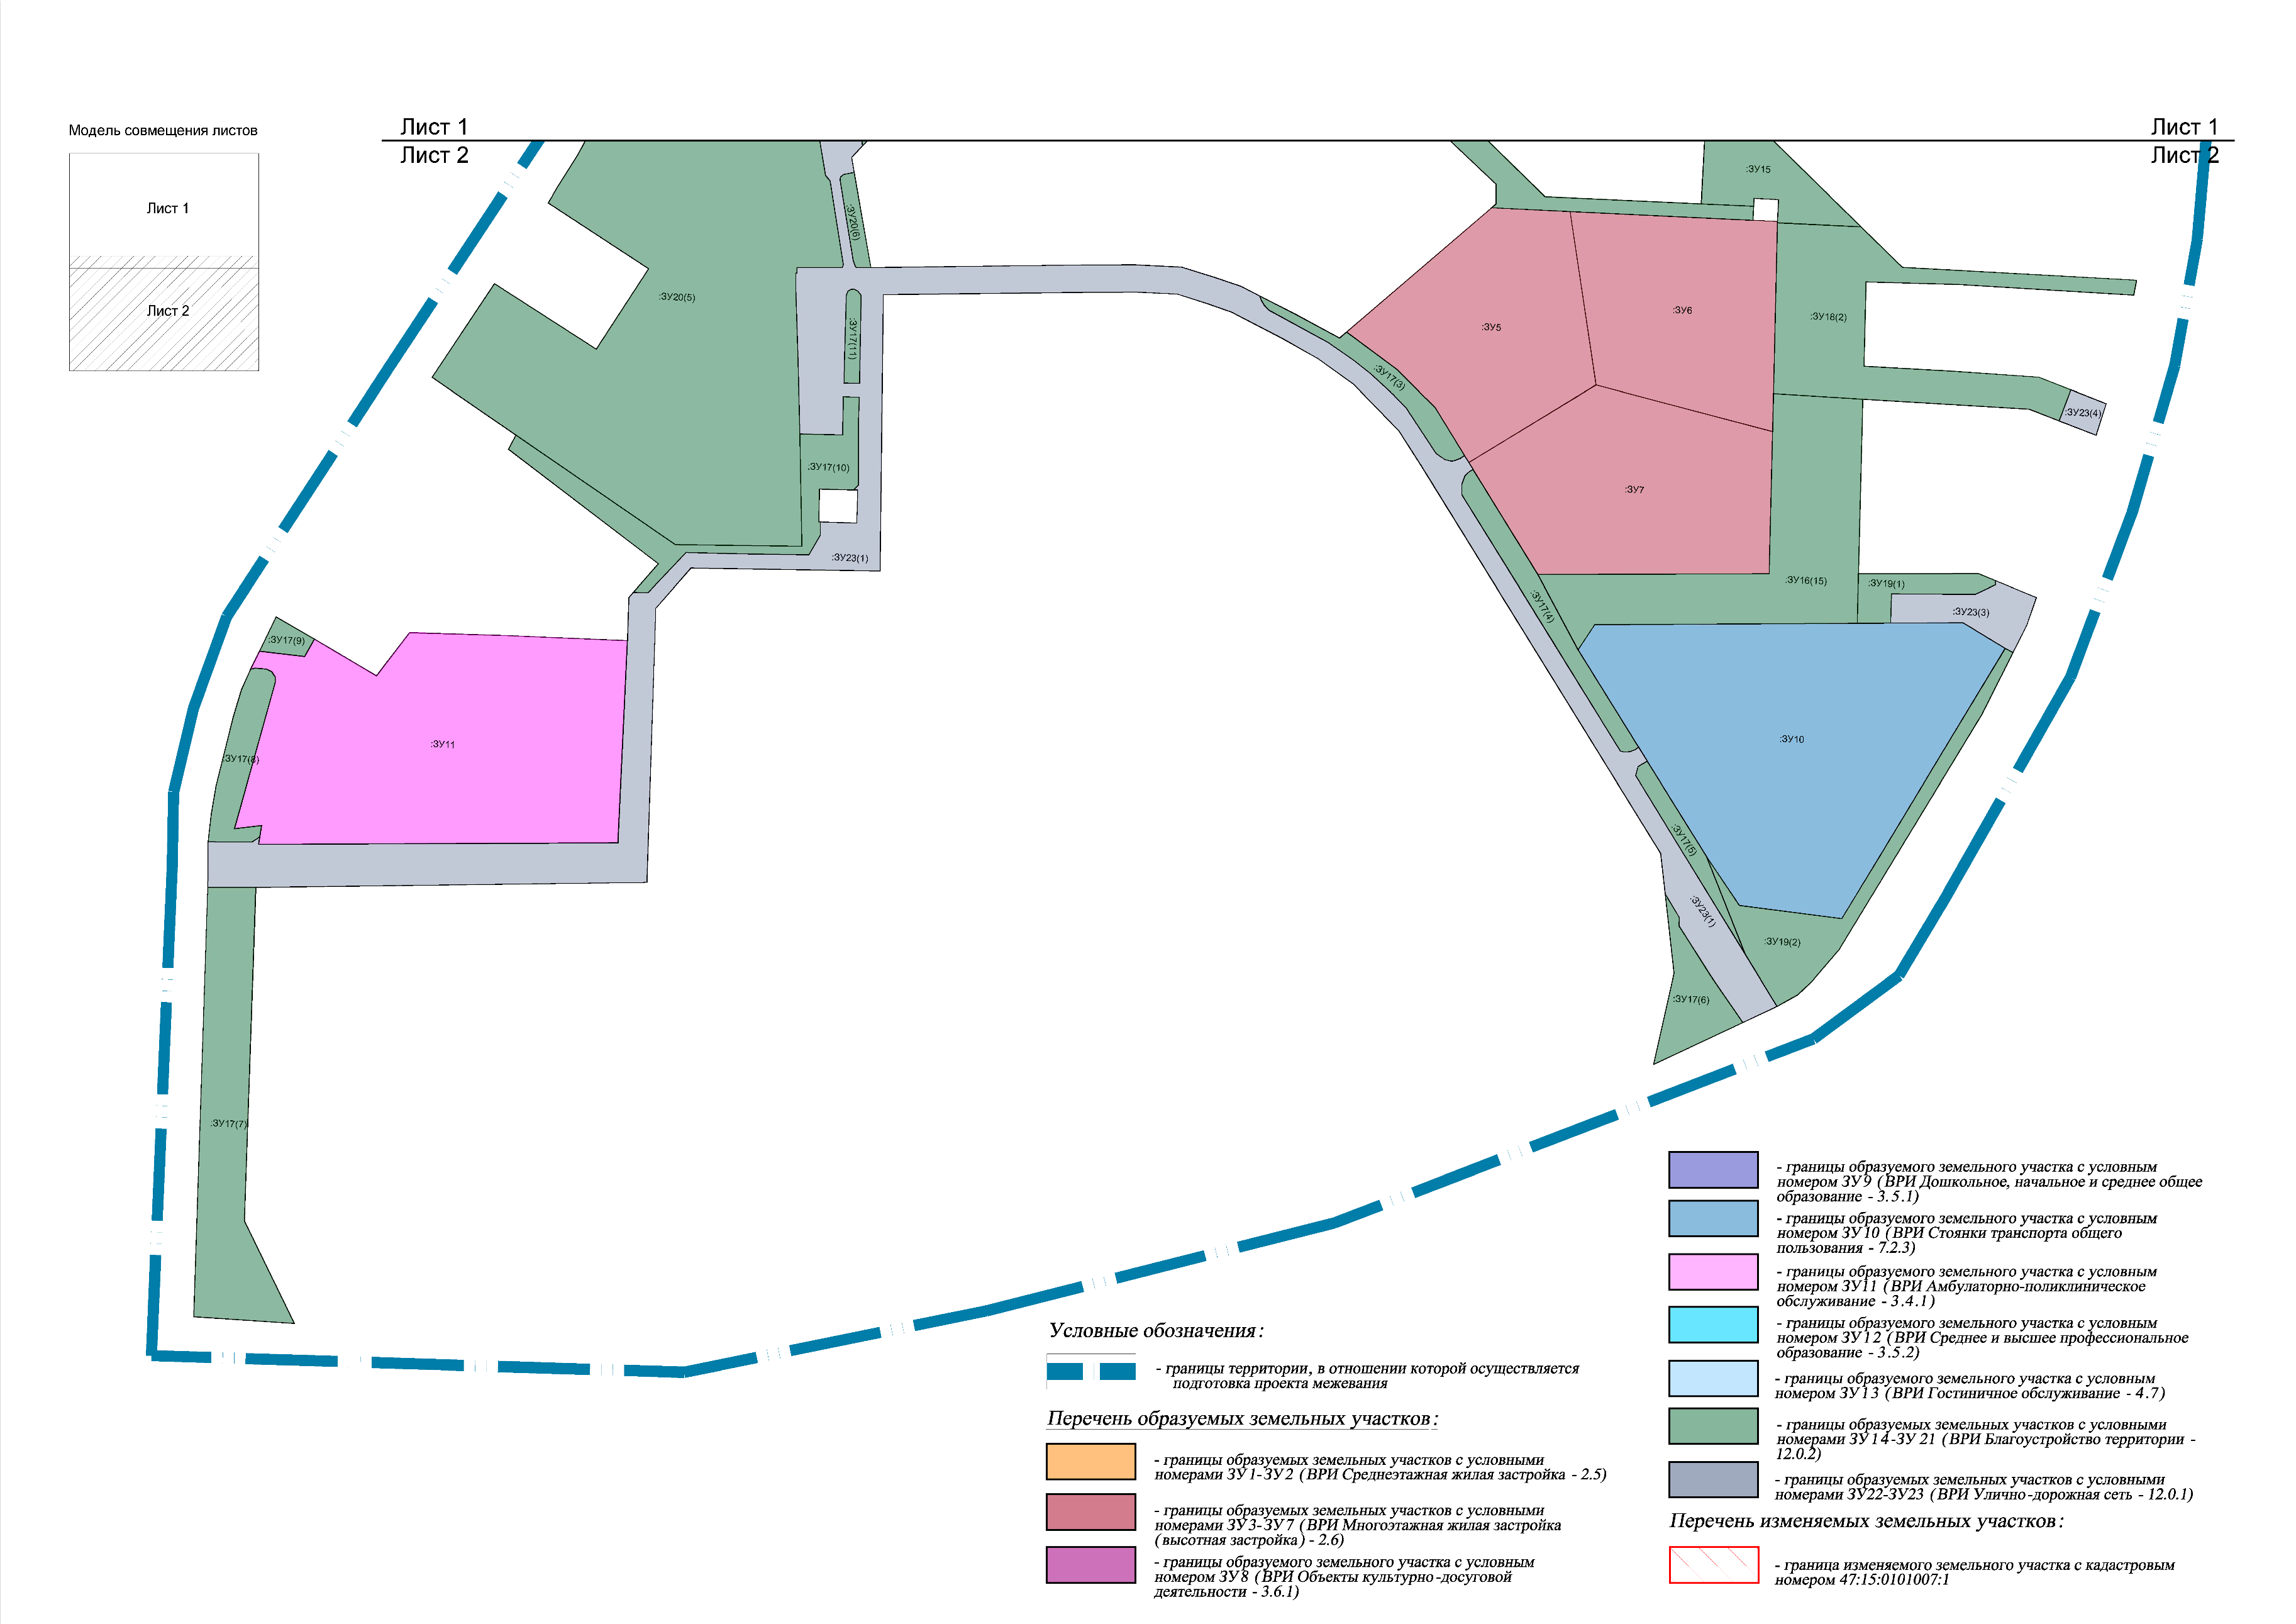 Модель совмещения листов
Лист 1
Лист 2
Лист 1
Лист 2
Лист 1
Лист 2
:ЗУ15
:ЗУ20(6)
:ЗУ20(5)
:ЗУ5
:ЗУ6
:ЗУ18(2)
:ЗУ17(11)
:ЗУ17(3)
:ЗУ23(4)
:ЗУ17(10)
:ЗУ7
:ЗУ23(1)
:ЗУ16(15)
:ЗУ19(1)
:ЗУ17(4)
:ЗУ23(3)
:ЗУ17(9)
:ЗУ11
:ЗУ10
:ЗУ17(8)
:ЗУ17(5)
:ЗУ23(1)
:ЗУ19(2)
:ЗУ17(6)
:ЗУ17(7)
Условные обозначения:
- границы территории, в отношении которой осуществляется
подготовка проекта межевания
Перечень образуемых земельных участков:
- границы образуемых земельных участков с условными
номерами ЗУ1-ЗУ2 (ВРИ Среднеэтажная жилая застройка - 2.5)
- границы образуемых земельных участков с условными
номерами ЗУ3-ЗУ7 (ВРИ Многоэтажная жилая застройка
(высотная застройка) - 2.6)
- границы образуемого земельного участка с условным
номером ЗУ8 (ВРИ Объекты культурно-досуговой
деятельности - 3.6.1)
- границы образуемого земельного участка с условным
номером ЗУ9 (ВРИ Дошкольное, начальное и среднее общее
образование - 3.5.1)
- границы образуемого земельного участка с условным
номером ЗУ10 (ВРИ Стоянки транспорта общего
пользования - 7.2.3)
- границы образуемого земельного участка с условным
номером ЗУ11 (ВРИ Амбулаторно-поликлиническое
обслуживание - 3.4.1)
- границы образуемого земельного участка с условным
номером ЗУ12 (ВРИ Среднее и высшее профессиональное
образование - 3.5.2)
- границы образуемого земельного участка с условным
номером ЗУ13 (ВРИ Гостиничное обслуживание - 4.7)
- границы образуемых земельных участков с условными
номерами ЗУ14-ЗУ21 (ВРИ Благоустройство территории -
12.0.2)
- границы образуемых земельных участков с условными
номерами ЗУ22-ЗУ23 (ВРИ Улично-дорожная сеть - 12.0.1)
Перечень изменяемых земельных участков:
- граница изменяемого земельного участка с кадастровым
номером 47:15:0101007:1